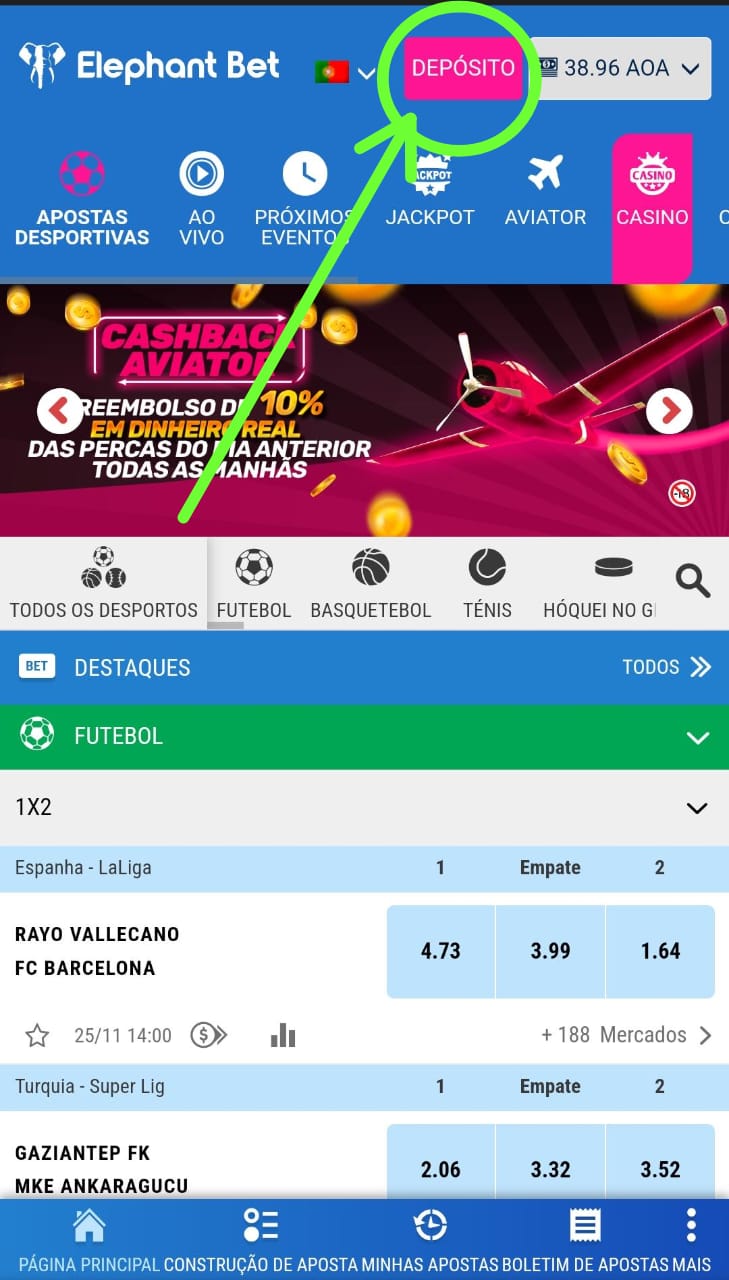 Elephant Bet
DEPÓSITO
38.96 AOA
APOSTAS DESPORTIVAS
AO VIVO
PRÓXIMOS EVENTOS
JACKPOT
JACKPOT
AVIATOR
CASINO
CASINO
CASHBACK
AVIATOR
REEMBOLSO DE 10%
EM DINHEIRO REAL
DAS PERCAS DO DIA ANTERIOR
TODAS AS MANHÃS
-18
TODOS OS DESPORTOS
FUTEBOL
BASQUETEBOL
TÉNIS
HÓQUEI NO
BET
DESTAQUES
TODOS
FUTEBOL
1X2
Espanha - LaLiga 1 Empate 2
RAYO VALLECANO
FC BARCELONA
4.73 3.99 1.64
25/11 14:00
+ 188 Mercados
Turquia - Super Lig 1 Empate 2
GAZIANTEP FK
MKE ANKARAGUCU
2.06 3.32 3.52
PÁGINA PRINCIPAL
CONSTRUÇÃO DE APOSTA
MINHAS APOSTAS
BOLETIM DE APOSTAS
MAIS